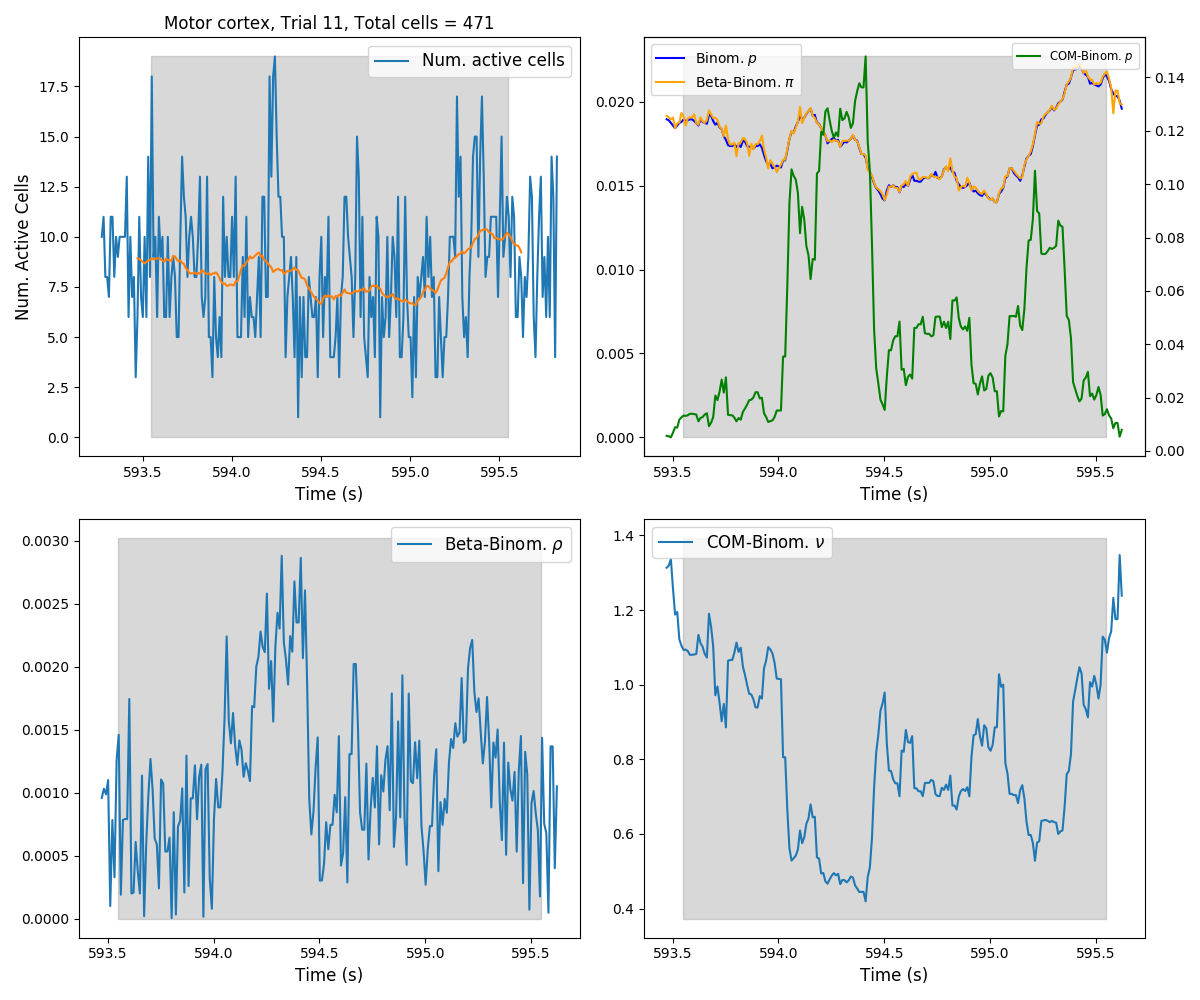 Motor cortex, Trial 11, Total cells = 471
Num. active cells
17.5
15.0
12.5
10.0
7.5
5.0
2.5
0.0
Num. Active Cells
593.5 594.0 594.5 595.0 595.5
Time (s)
Binom. p
Beta-Binom. π
COM-Binom. p
0.020
0.015
0.010
0.005
0.000
0.14
0.12
0.10
0.08
0.06
0.04
0.02
0.00
593.5 594.0 594.5 595.0 595.5
Time (s)
Beta-Binom. ρ
0.0030
0.0025
0.0020
0.0015
0.0010
0.0005
0.0000
593.5 594.0 594.5 595.0 595.5
Time (s)
COM-Binom. ν
1.4
1.2
1.0
0.8
0.6
0.4
593.5 594.0 594.5 595.0 595.5
Time (s)